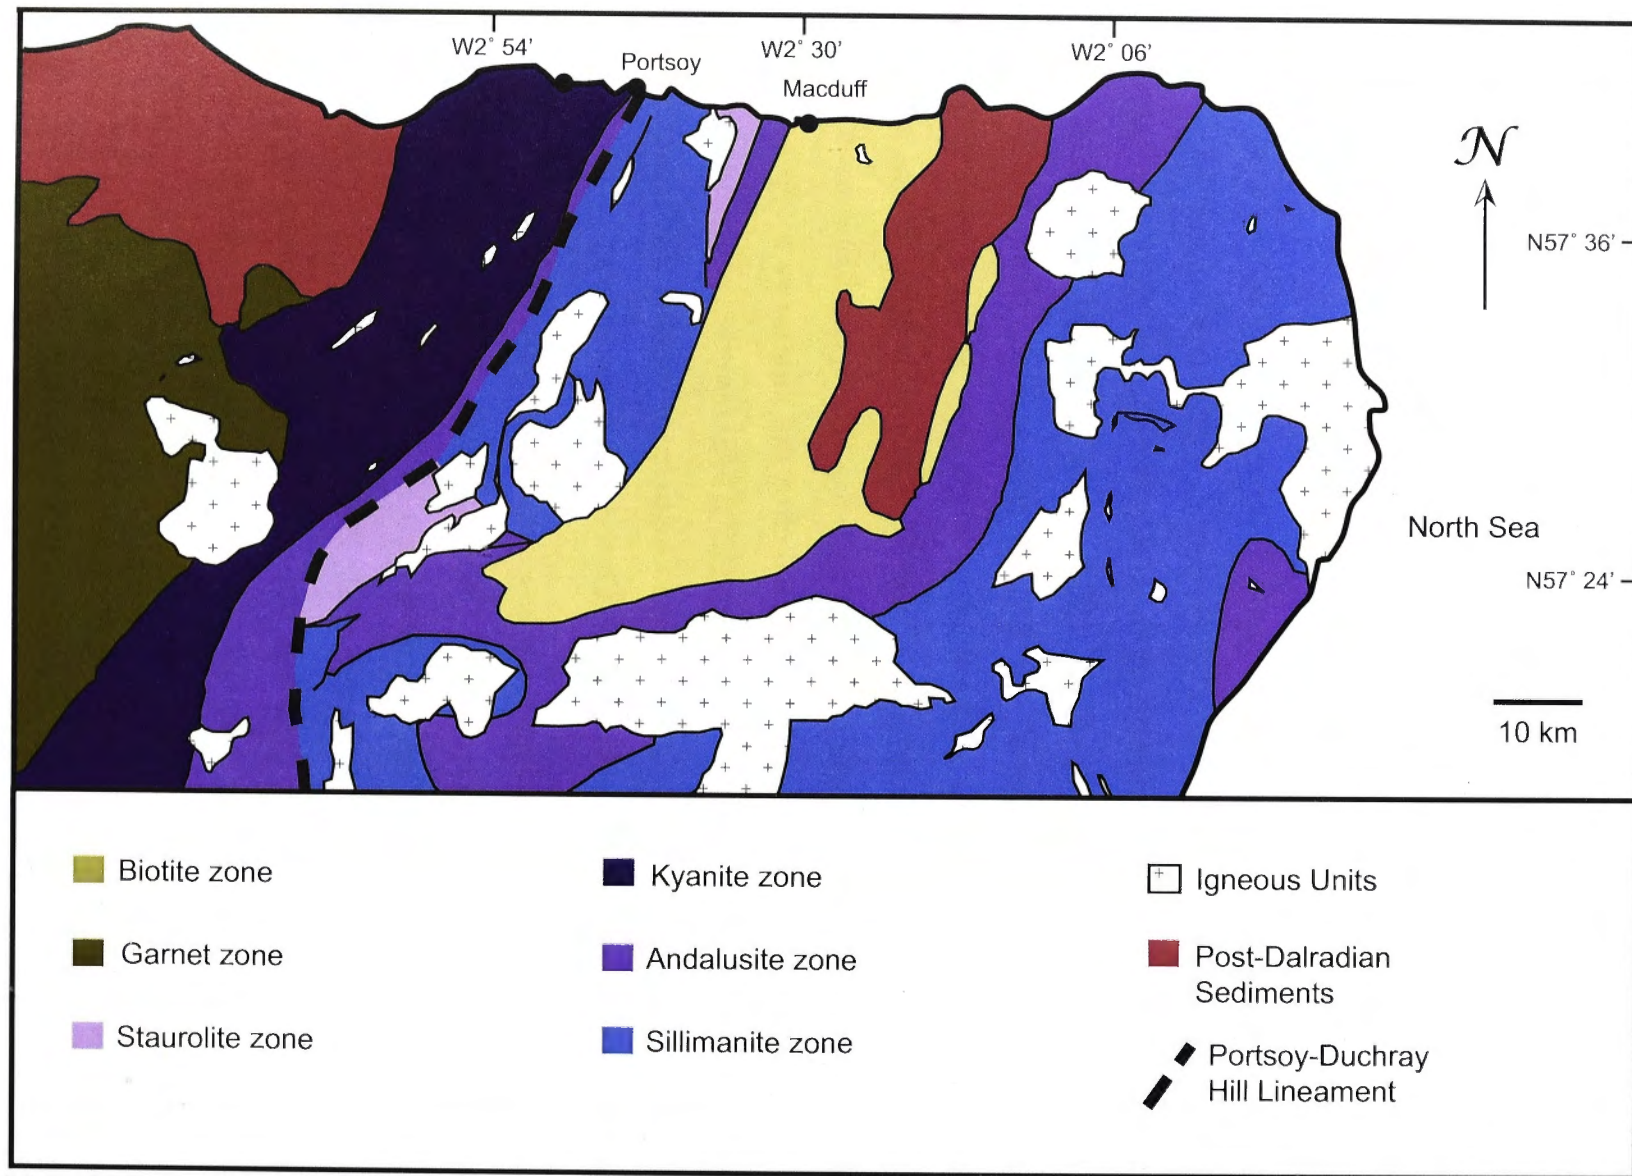 W2° 54’
Portsoy
W2° 30’
Macduff
W2° 06’
N
N57° 36’
North Sea
N57° 24’
10 km
Biotite zone
Garnet zone
Staurolite zone
Kyanite zone
Andalusite zone
Sillimanite zone
Igneous Units
Post-Dalradian
Sediments
Portsoy-Duchray
Hill Lineament